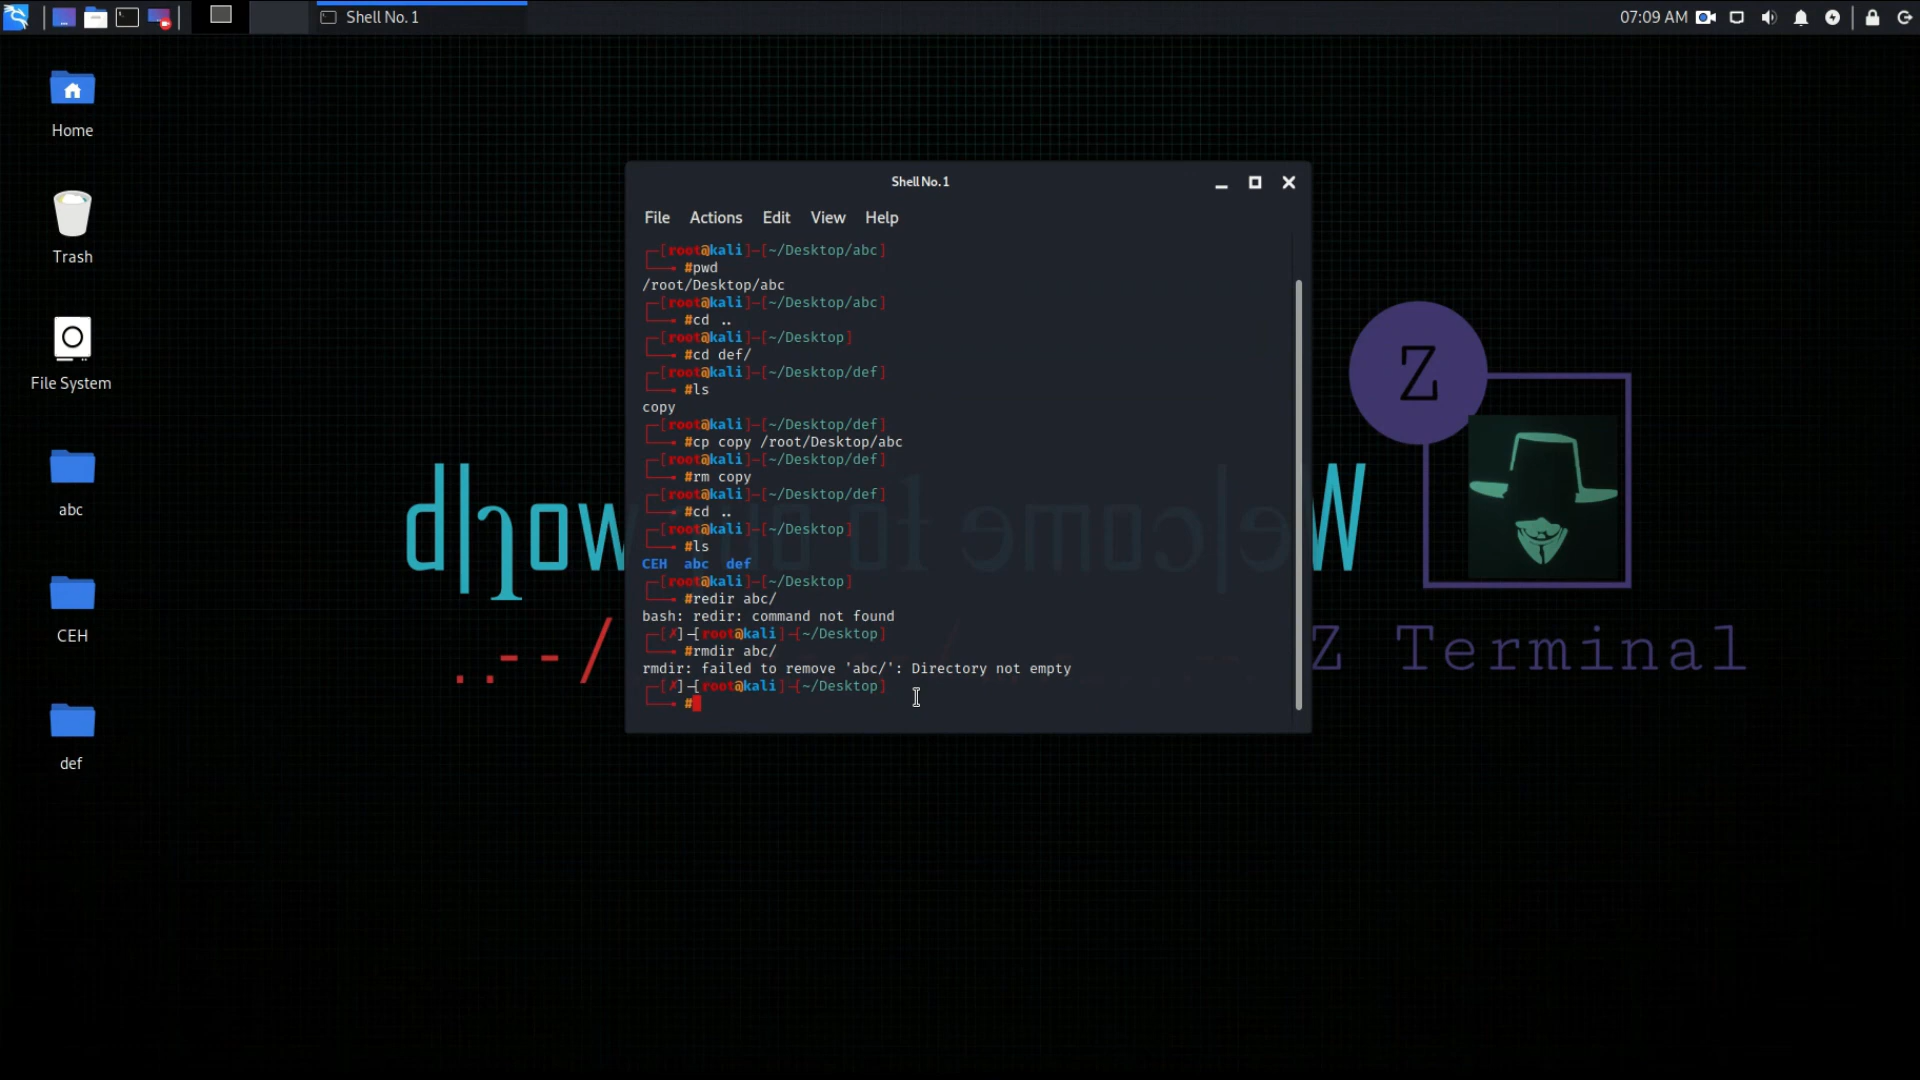 Shell No. 1
07:09 AM
Home
Trash
File System
abc
CEH
def
Shell No. 1
File Actions Edit View Help
[root@kali]-[~/Desktop/abc]
#pwd
/root/Desktop/abc
[root@kali]-[~/Desktop/abc]
#cd ..
[root@kali]-[~/Desktop]
#cd def/
[root@kali]-[~/Desktop/def]
#ls
copy
[root@kali]-[~/Desktop/def]
#cp copy /root/Desktop/abc
[root@kali]-[~/Desktop/def]
#rm copy
[root@kali]-[~/Desktop/def]
#cd ..
[root@kali]-[~/Desktop]
#ls
CEH abc def
[root@kali]-[~/Desktop]
#redir abc/
bash: redir: command not found
[✗]-[root@kali]-[~/Desktop]
#rmdir abc/
rmdir: failed to remove 'abc/': Directory not empty
[✗]-[root@kali]-[~/Desktop]
#
Z
Z Terminal